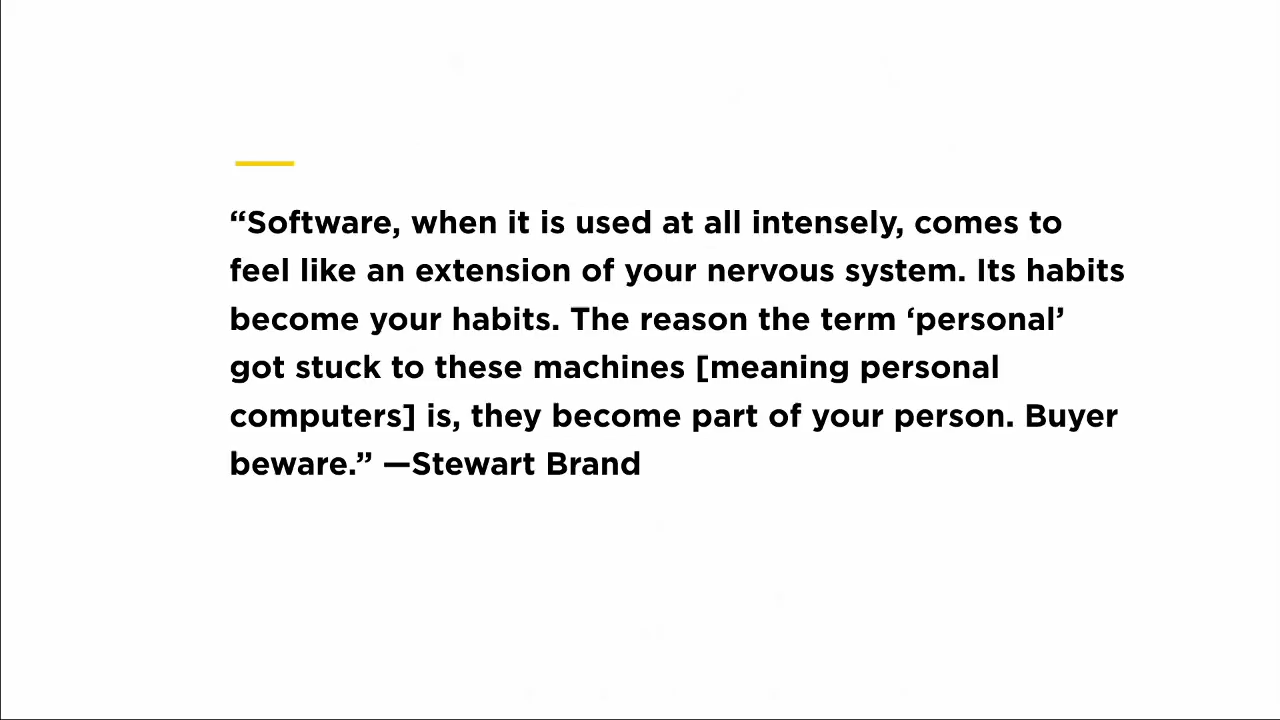 “Software, when it is used at all intensely, comes to
feel like an extension of your nervous system. Its habits
become your habits. The reason the term ‘personal’
got stuck to these machines [meaning personal
computers] is, they become part of your person. Buyer
beware.” —Stewart Brand